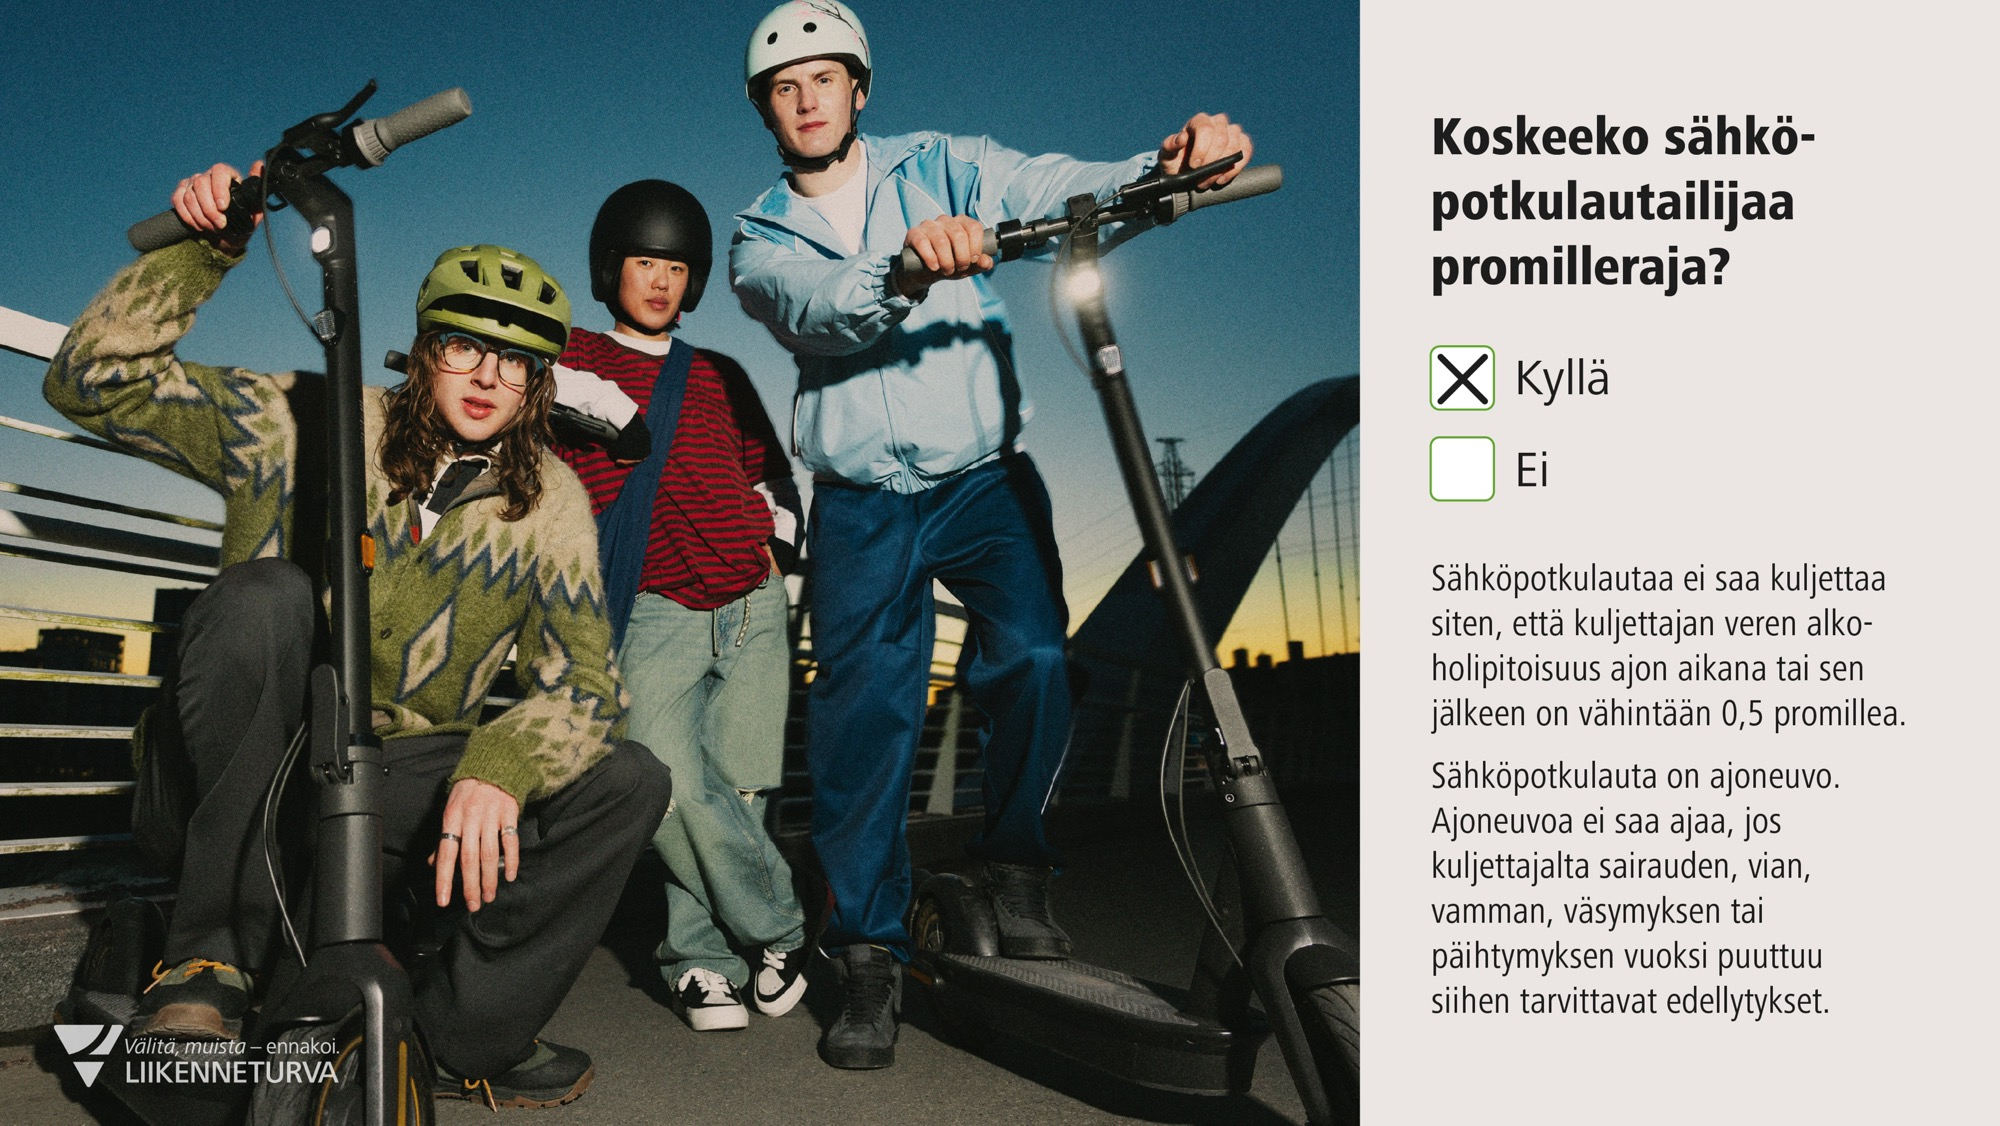 Koskeeko sähkö-
potkulautailijaa
promilleraja?
Kyllä
Ei
Sähköpotkulautaa ei saa kuljettaa
siten, että kuljettajan veren alko-
holipitoisuus ajon aikana tai sen
jälkeen on vähintään 0,5 promillea.
Sähköpotkulauta on ajoneuvo.
Ajoneuvoa ei saa ajaa, jos
kuljettajalta sairauden, vian,
vamman, väsymyksen tai
päihtymyksen vuoksi puuttuu
siihen tarvittavat edellytykset.
Välitä, muista – ennakoi.
LIIKENNETURVA